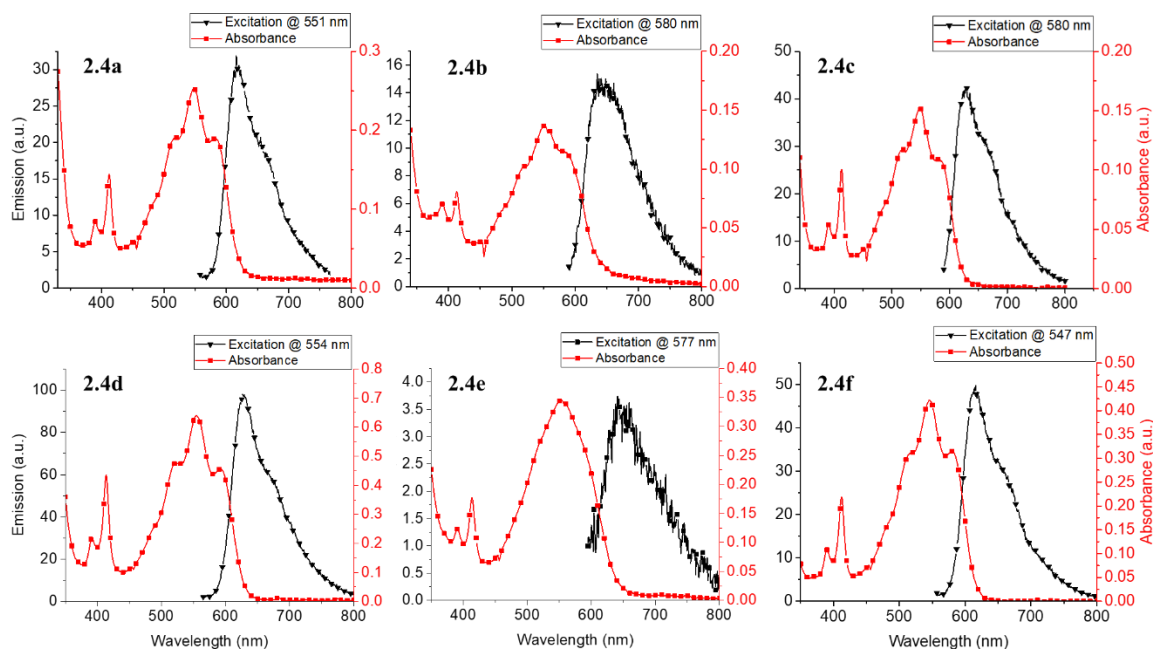 Excitation @ 551 nm
Absorbance
2.4a
Emission (a.u.)
30
25
20
15
10
5
0
0.3
0.2
0.1
0.0
400 500 600 700 800
Excitation @ 580 nm
Absorbance
2.4b
16
14
12
10
8
6
4
2
0
0.20
0.15
0.10
0.05
0.00
400 500 600 700 800
Excitation @ 580 nm
Absorbance
2.4c
50
40
30
20
10
0
0.20
0.15
0.10
0.05
0.00
Absorbance (a.u.)
400 500 600 700 800
Excitation @ 554 nm
Absorbance
2.4d
Emission (a.u.)
100
80
60
40
20
0
0.8
0.7
0.6
0.5
0.4
0.3
0.2
0.1
0.0
400 500 600 700 800
Wavelength (nm)
Excitation @ 577 nm
Absorbance
2.4e
4.0
3.5
3.0
2.5
2.0
1.5
1.0
0.5
0.0
0.40
0.35
0.30
0.25
0.20
0.15
0.10
0.05
0.00
400 500 600 700 800
Wavelength (nm)
Excitation @ 547 nm
Absorbance
2.4f
50
40
30
20
10
0
0.50
0.45
0.40
0.35
0.30
0.25
0.20
0.15
0.10
0.05
0.00
Absorbance (a.u.)
400 500 600 700 800
Wavelength (nm)